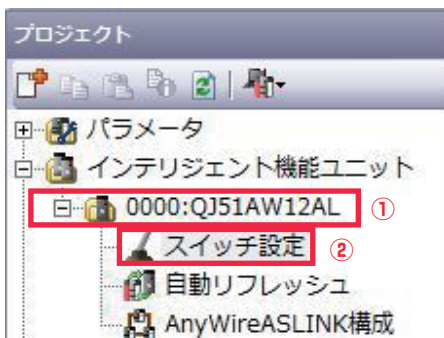 プロジェクト
パラメータ
インテリジェント機能ユニット
0000:QJ51AW12AL ①
スイッチ設定 ②
自動リフレッシュ
AnyWireASLINK構成